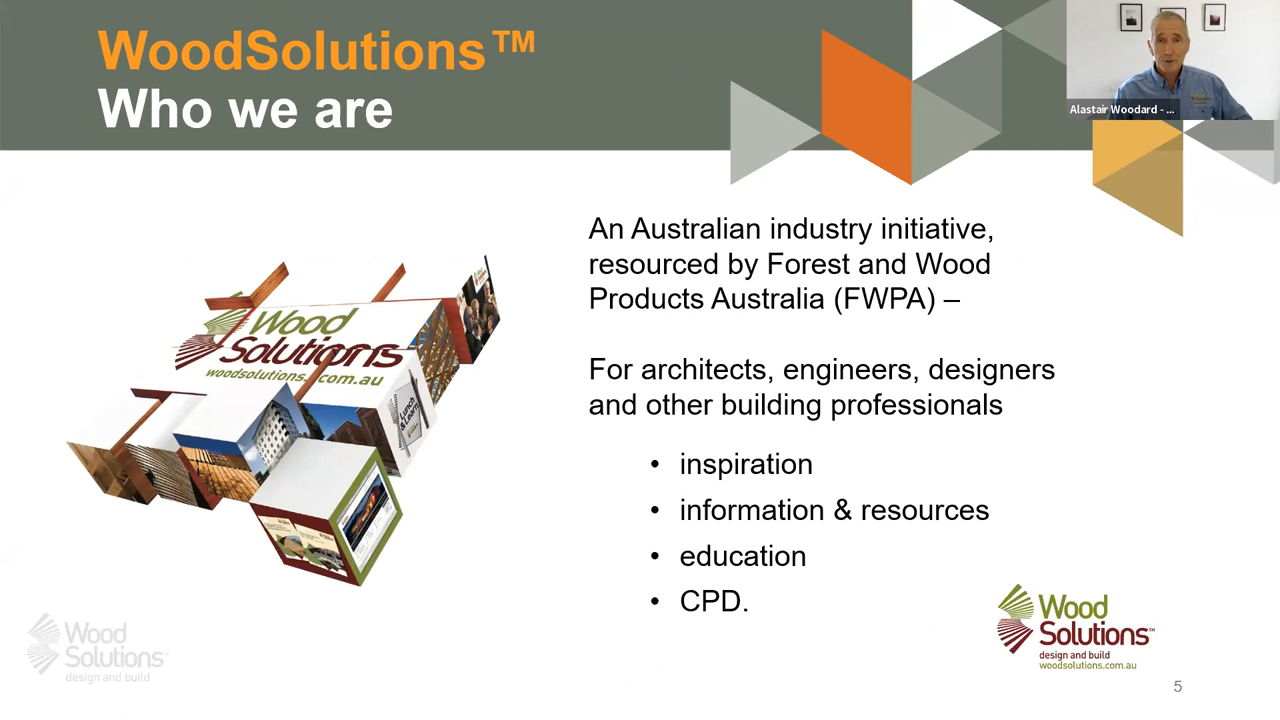 WoodSolutions™
Who we are
Alastair Woodard - ...
An Australian industry initiative,
resourced by Forest and Wood
Products Australia (FWPA) –
For architects, engineers, designers
and other building professionals
• inspiration
• information & resources
• education
• CPD.
Wood
Solutions
woodsolutions.com.au
Lunch
& Learn
Wood
Solutions™
design and build
Wood
Solutions™
design and build
woodsolutions.com.au
5